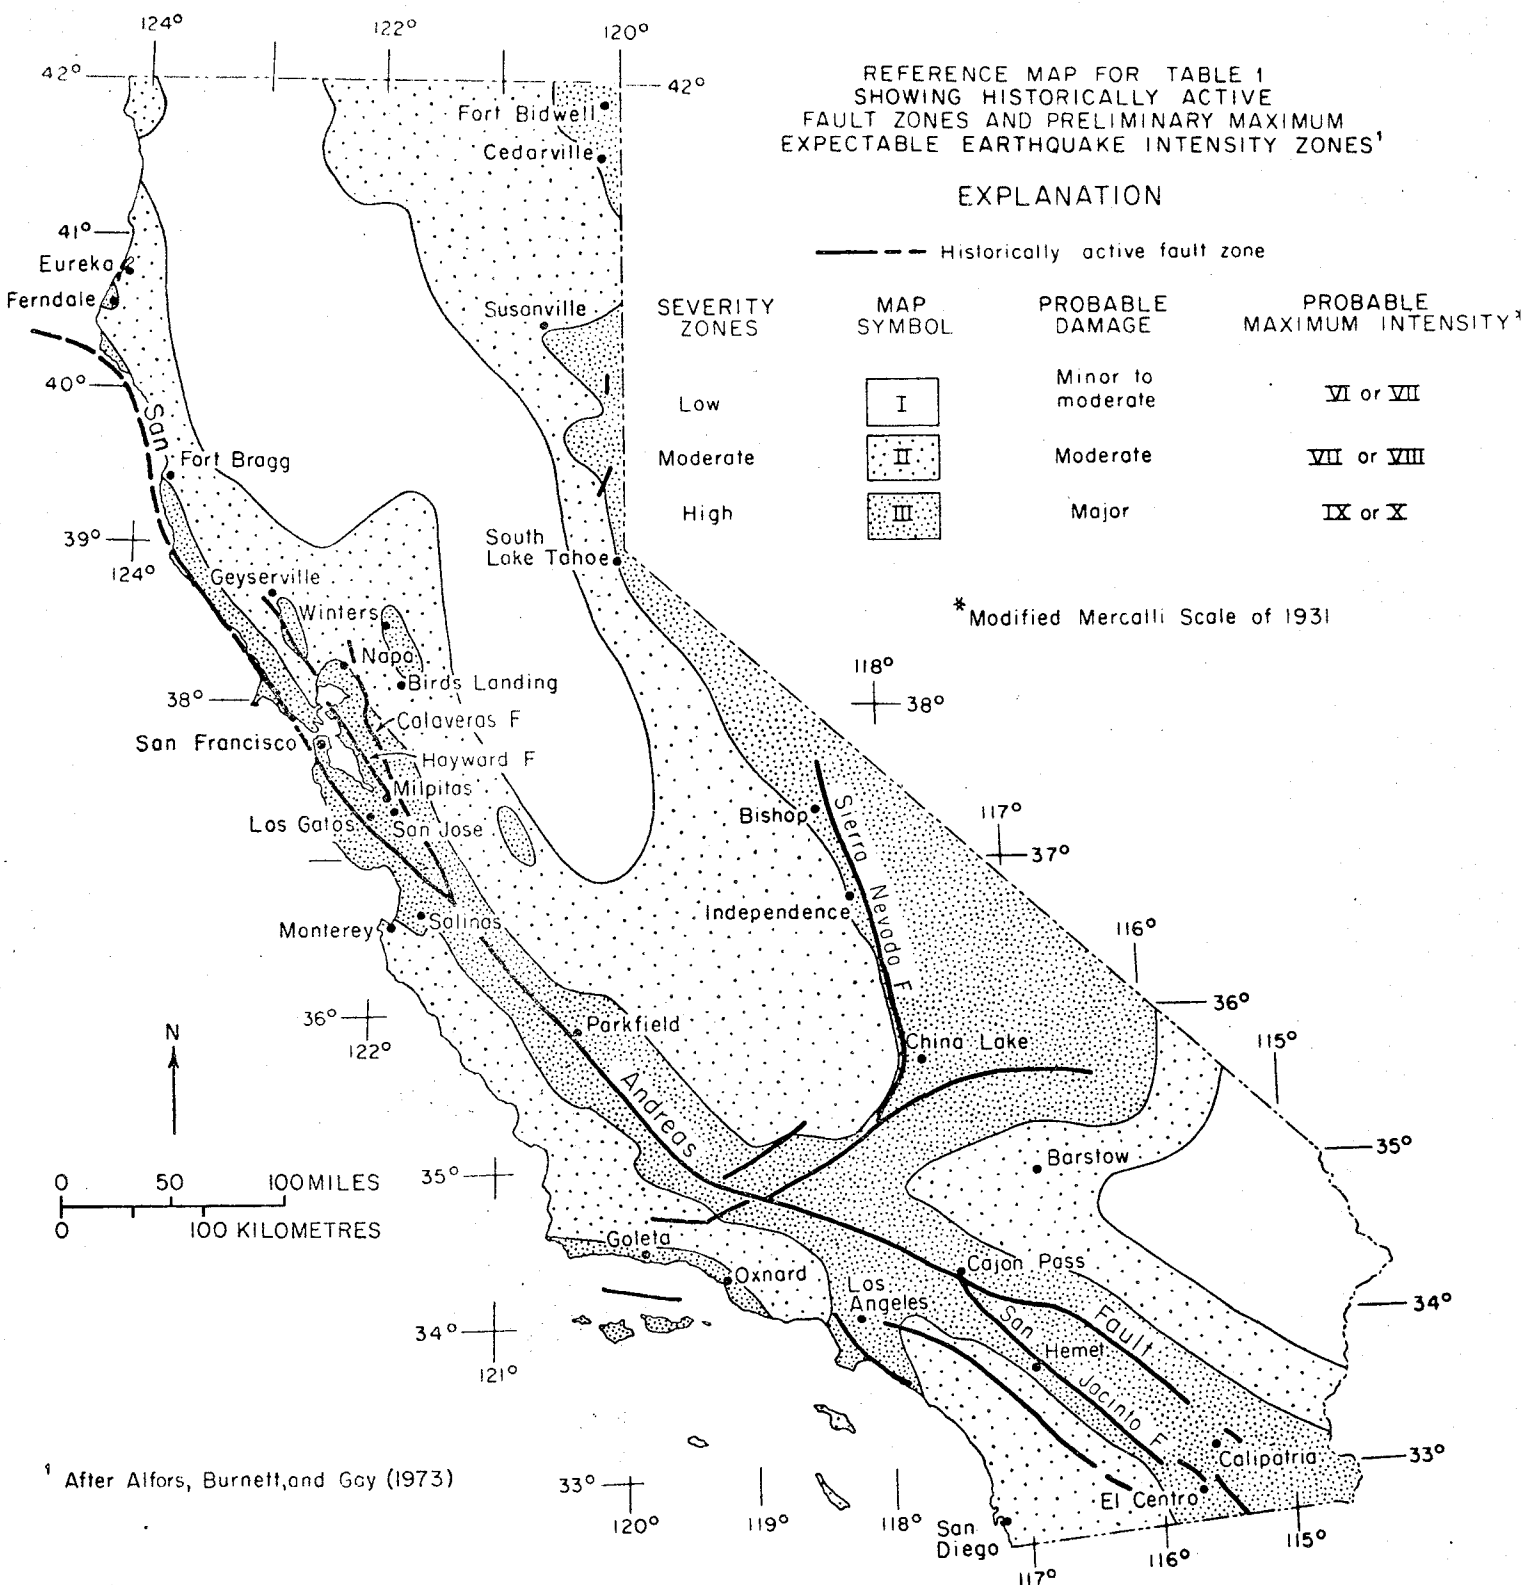 124°
122°
120°
42°
42°
REFERENCE MAP FOR TABLE 1
SHOWING HISTORICALLY ACTIVE
FAULT ZONES AND PRELIMINARY MAXIMUM
EXPECTABLE EARTHQUAKE INTENSITY ZONES¹
EXPLANATION
Historically active fault zone
SEVERITY ZONES
MAP SYMBOL
PROBABLE DAMAGE
PROBABLE MAXIMUM INTENSITY*
Low
I
Minor to moderate
VI or VII
Moderate
II
Moderate
VII or VIII
High
III
Major
IX or X
*Modified Mercalli Scale of 1931
Fort Bidwell
Cedarville
41°
Eureka
?
Ferndale
Susanville
40°
San
Fort Bragg
39°
124°
South
Lake Tahoe
Geyserville
Winters
Napa
Birds Landing
38°
118°
38°
Calaveras F
San Francisco
Hayward F
Milpitas
Los Gatos
San Jose
Bishop
Sierra Nevada F
117°
37°
Independence
Monterey
Salinas
116°
36°
36°
122°
Parkfield
China Lake
115°
N
Andreas
35°
Barstow
35°
0 50 100 MILES
0 100 KILOMETRES
Goleta
Oxnard
Los
Angeles
Cajon Pass
34°
34°
121°
San
Fault
Hemet
Jacinto F
Calipatria
33°
33°
El Centro
¹ After Alfors, Burnett, and Gay (1973)
120°
119°
118°
San
Diego
117°
116°
115°